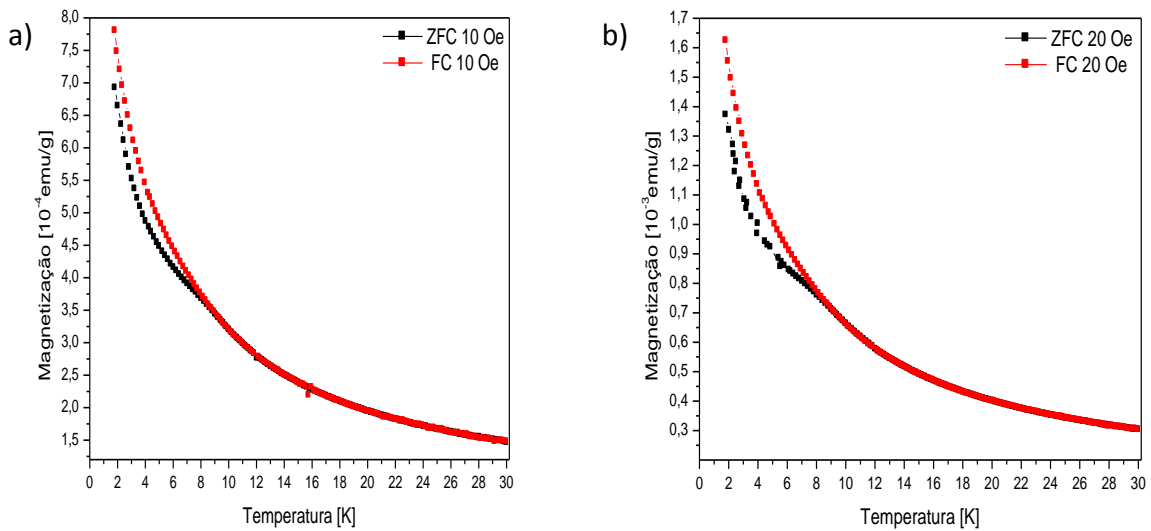 a)
ZFC 10 Oe
FC 10 Oe
Magnetização [10⁻⁴emu/g]
8,0
7,5
7,0
6,5
6,0
5,5
5,0
4,5
4,0
3,5
3,0
2,5
2,0
1,5
0 2 4 6 8 10 12 14 16 18 20 22 24 26 28 30
Temperatura [K]
b)
ZFC 20 Oe
FC 20 Oe
Magnetização [10⁻³emu/g]
1,7
1,6
1,5
1,4
1,3
1,2
1,1
1,0
0,9
0,8
0,7
0,6
0,5
0,4
0,3
0 2 4 6 8 10 12 14 16 18 20 22 24 26 28 30
Temperatura [K]